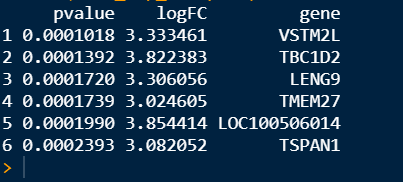 pvalue logFC gene
1 0.0001018 3.333461 VSTM2L
2 0.0001392 3.822383 TBC1D2
3 0.0001720 3.306056 LENG9
4 0.0001739 3.024605 TMEM27
5 0.0001990 3.854414 LOC100506014
6 0.0002393 3.082052 TSPAN1
>